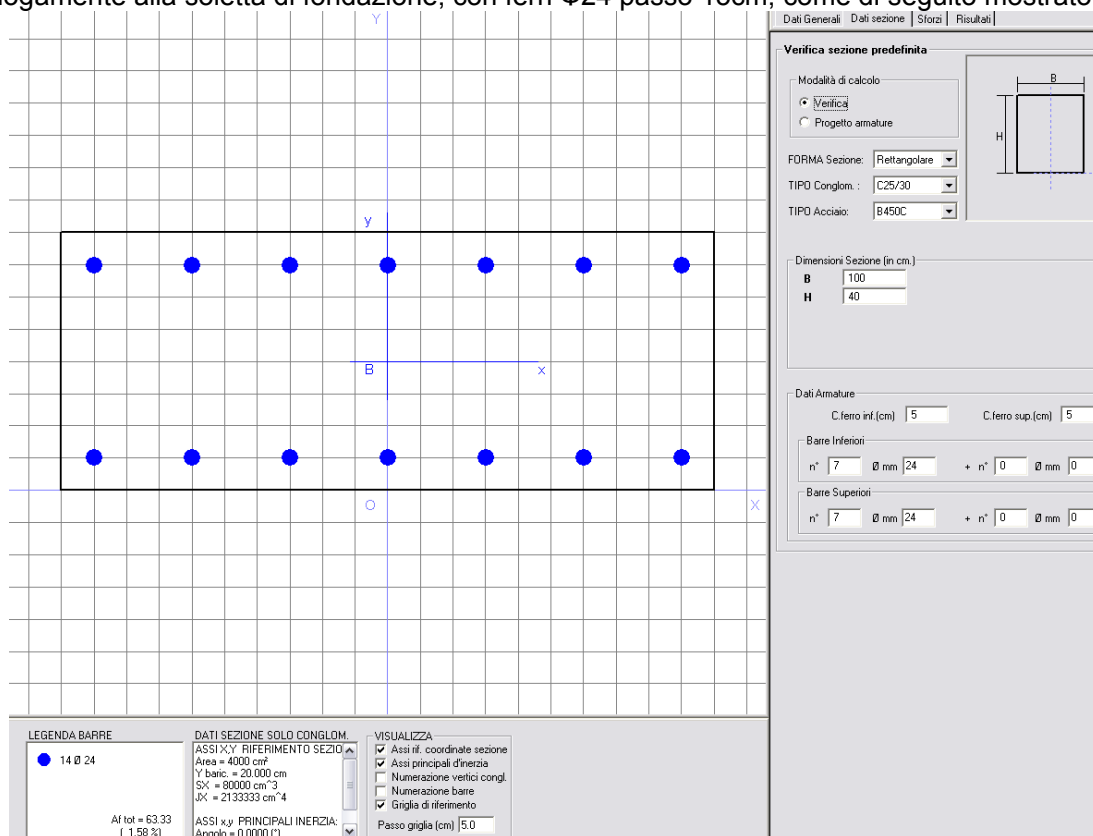 alla soletta di fondazione, con ferri Φ24 passo
come di seguito mostrato
Dati Generali Dati sezione Sforzi Risultati
Verifica sezione predefinita
Modalità di calcolo
Verifica
Progetto armature
B
H
FORMA Sezione: Rettangolare
TIPO Conglom. : C25/30
TIPO Acciaio: B450C
Dimensioni Sezione (in cm.)
B 100
H 40
Dati Armature
C.ferro inf.(cm) 5 C.ferro sup.(cm) 5
Barre Inferiori
n° 7 Ø mm 24 + n° 0 Ø mm 0
Barre Superiori
n° 7 Ø mm 24 + n° 0 Ø mm 0
Y
y
B x
O X
LEGENDA BARRE
14 Ø 24
Af tot = 63.33
( 1.58 %)
DATI SEZIONE SOLO CONGLOM.
ASSI X,Y RIFERIMENTO SEZIO
Area = 4000 cm²
Y baric. = 20.000 cm
SX = 80000 cm^3
JX = 2133333 cm^4
ASSI x,y PRINCIPALI INERZIA:
Angolo = 0.0000 (°)
VISUALIZZA
Assi rif. coordinate sezione
Assi principali d'inerzia
Numerazione vertici congl.
Numerazione barre
Griglia di riferimento
Passo griglia (cm) 5.0